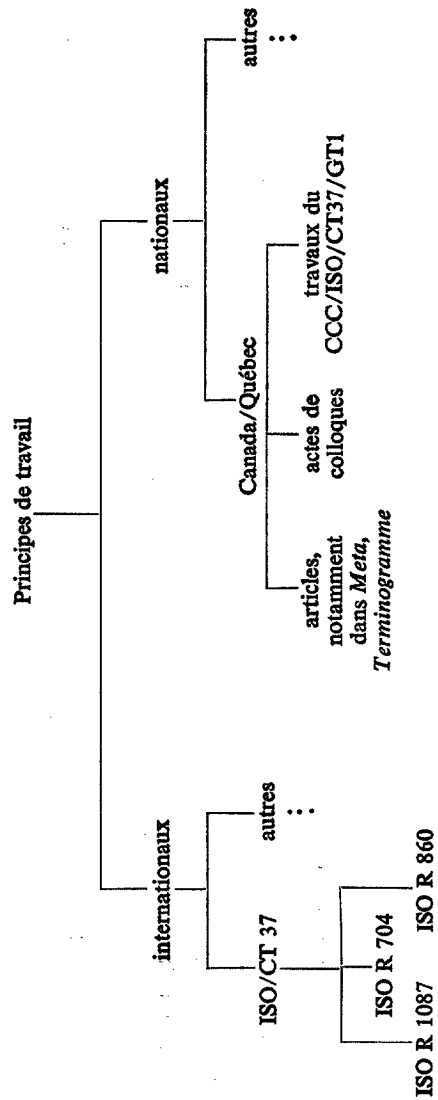 Principes de travail
internationaux
nationaux
ISO/CT 37
autres
⋮
Canada/Québec
autres
⋮
ISO R 1087
ISO R 704
ISO R 860
articles,
notamment
dans Meta,
Terminogramme
actes de
colloques
travaux du
CCC/ISO/CT37/GT1